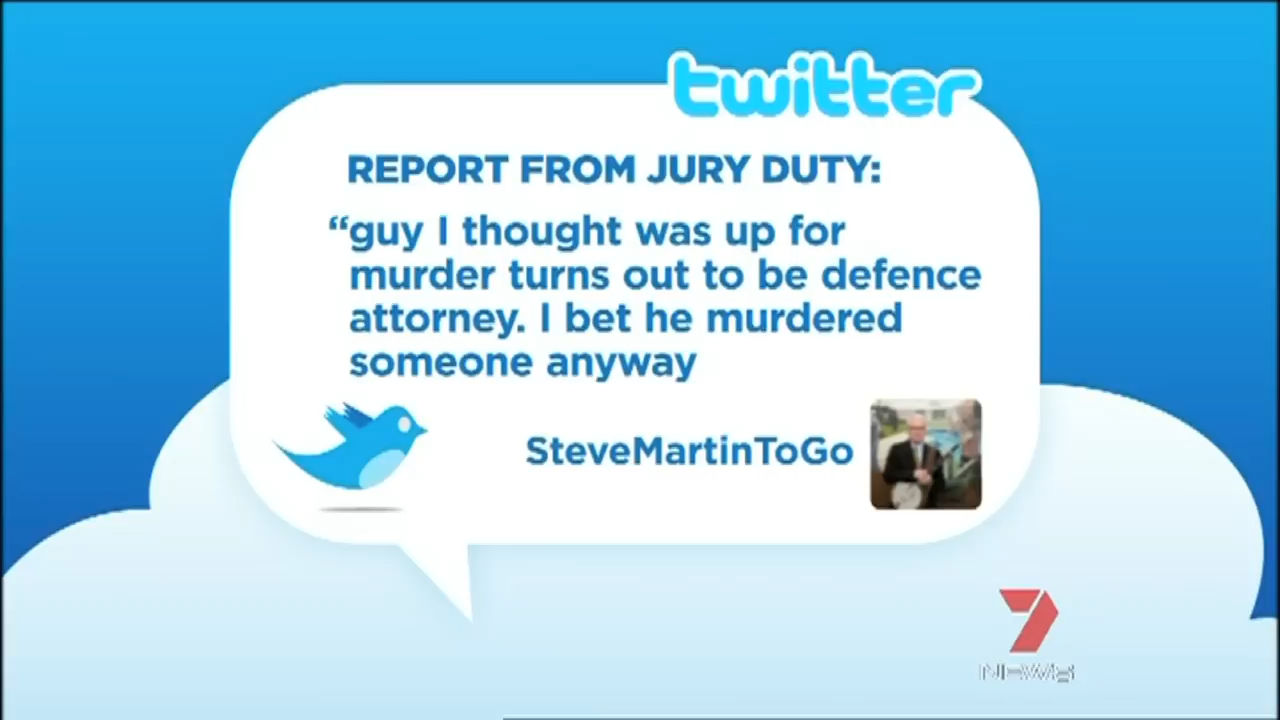 twitter
REPORT FROM JURY DUTY:
“guy I thought was up for
murder turns out to be defence
attorney. I bet he murdered
someone anyway
SteveMartinToGo
7
NEWS